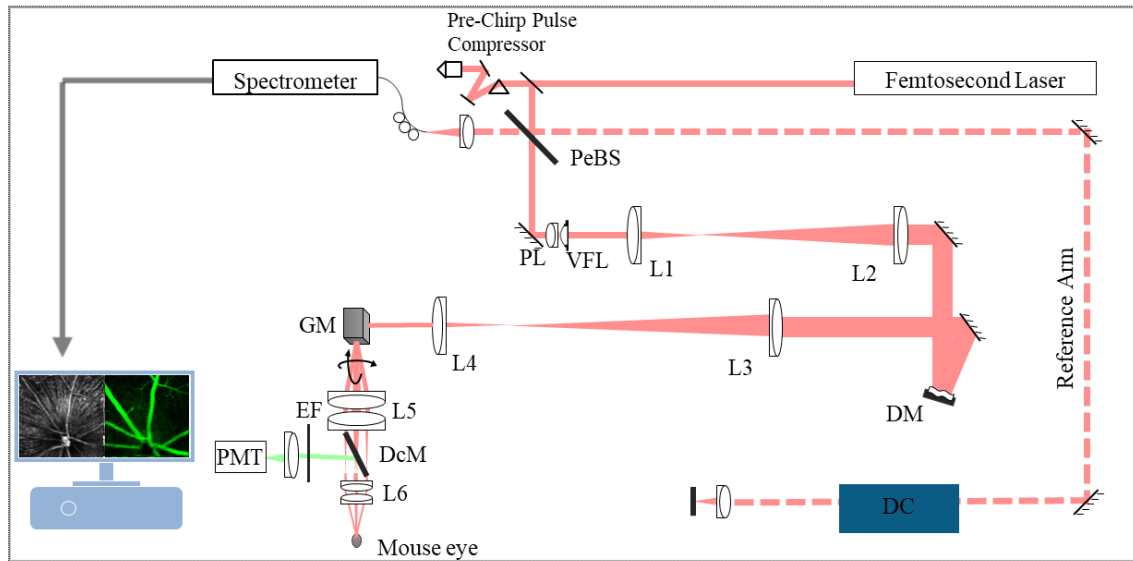 Pre-Chirp Pulse
Compressor
Spectrometer
Femtosecond Laser
PeBS
PL
VFL
L1
L2
GM
L4
L3
Reference Arm
DM
EF
L5
PMT
DcM
L6
DC
Mouse eye